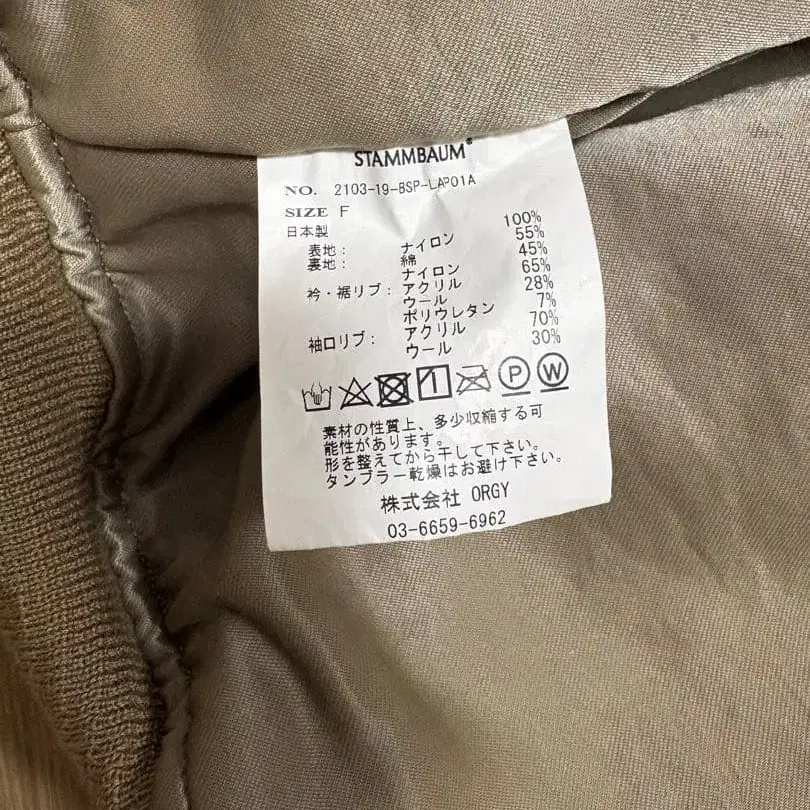 STAMMBAUM®
NO. 2103-19-BSP-LAP01A
SIZE F
日本製
表地: ナイロン 100%
裏地: 綿 55%
ナイロン 45%
衿・裾リブ: アクリル 65%
ウール 28%
ポリウレタン 7%
袖口リブ: アクリル 70%
ウール 30%
1 P W
素材の性質上、多少収縮する可
能性があります。
形を整えてから干して下さい。
タンブラー乾燥はお避け下さい。
株式会社 ORGY
03-6659-6962